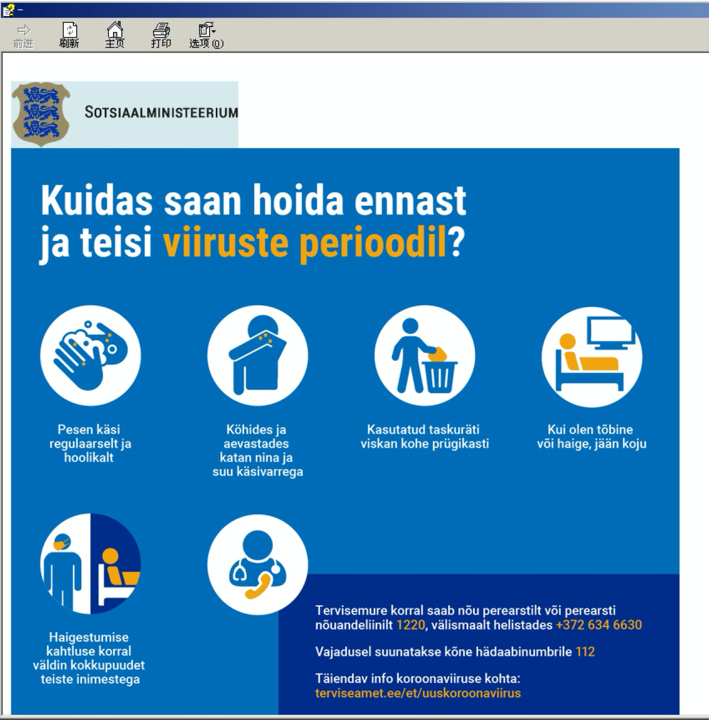 前进
刷新
主页
打印
选项(O)
SOTSIAALMINISTEERIUM
Kuidas saan hoida ennast
ja teisi viiruste perioodil?
Pesen käsi
regulaarselt ja
hoolikalt
Köhides ja
aevastades
katan nina ja
suu käsivarrega
Kasutatud taskuräti
viskan kohe prügikasti
Kui olen tõbine
või haige, jään koju
Haigestumise
kahtluse korral
väldin kokkupuudet
teiste inimestega
Tervisemure korral saab nõu perearstilt või perearsti
nõuandeliinilt 1220, välismaalt helistades +372 634 6630
Vajadusel suunatakse kõne hädaabinumbrile 112
Täiendav info koroonaviiruse kohta:
terviseamet.ee/et/uuskoroonaviirus